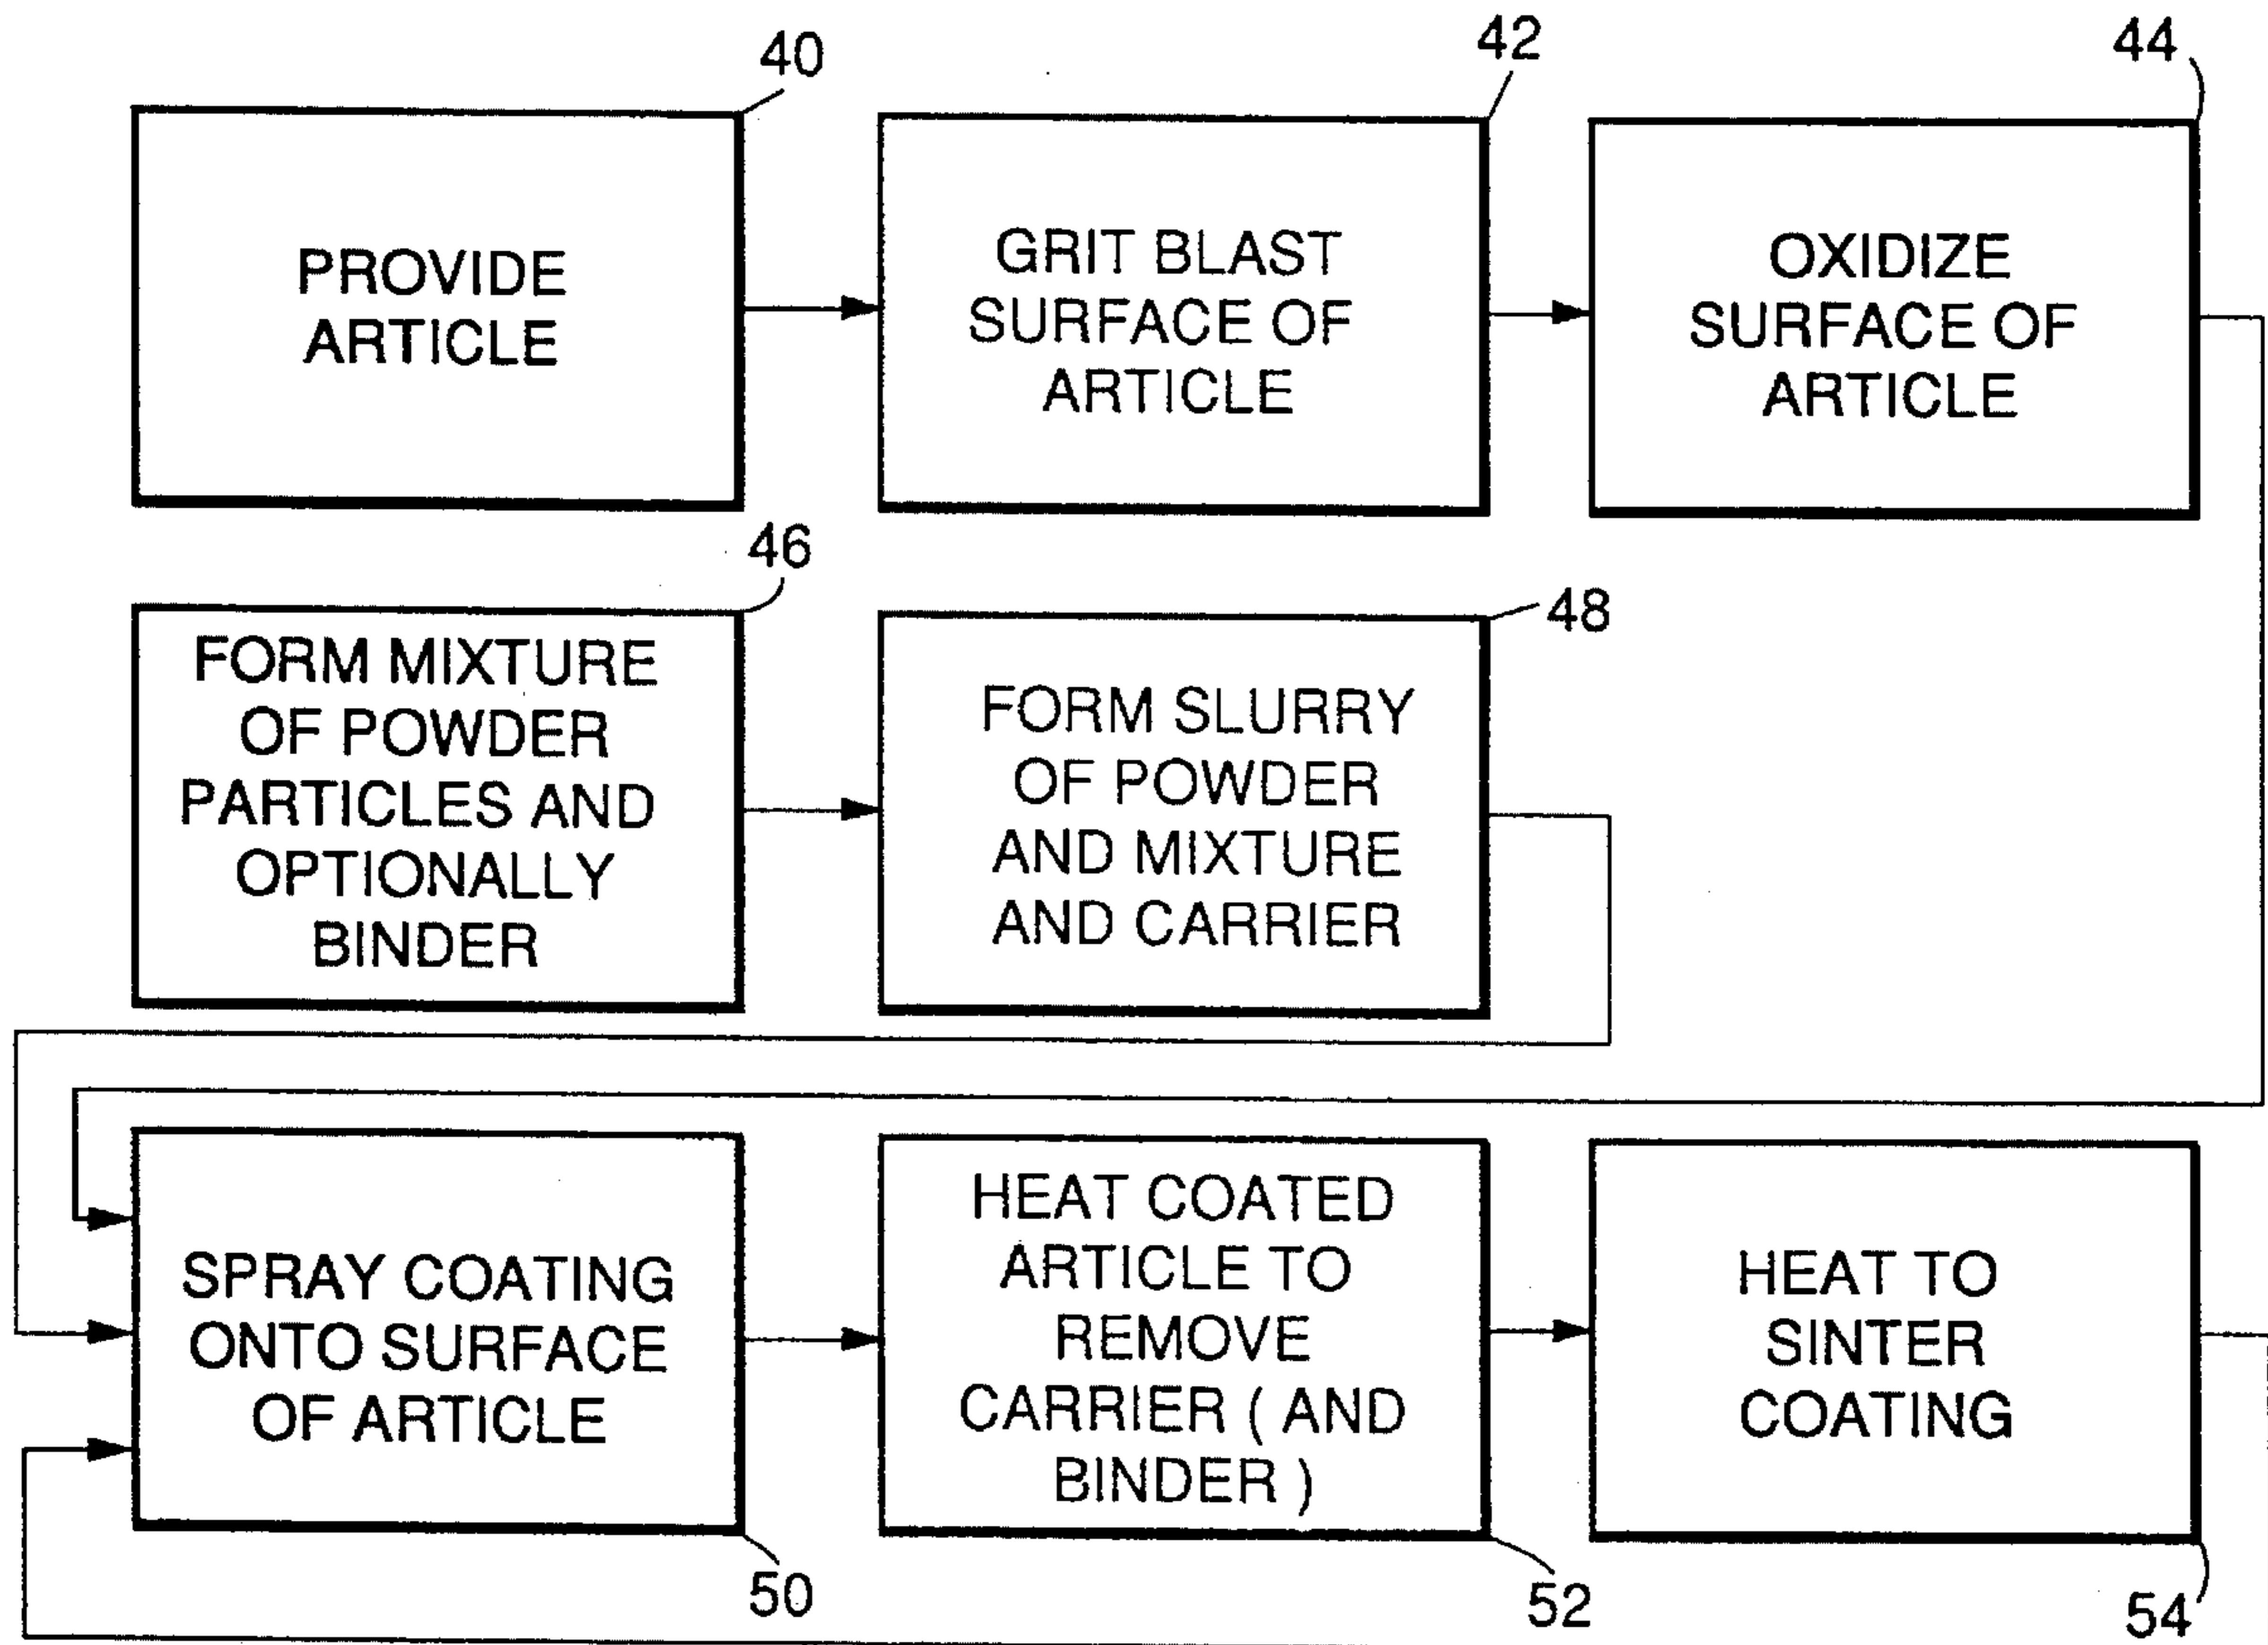 40
PROVIDE
ARTICLE
42
GRIT BLAST
SURFACE OF
ARTICLE
44
OXIDIZE
SURFACE OF
ARTICLE
46
FORM MIXTURE
OF POWDER
PARTICLES AND
OPTIONALLY
BINDER
48
FORM SLURRY
OF POWDER
AND MIXTURE
AND CARRIER
SPRAY COATING
ONTO SURFACE
OF ARTICLE
50
HEAT COATED
ARTICLE TO
REMOVE
CARRIER ( AND
BINDER )
52
HEAT TO
SINTER
COATING
54